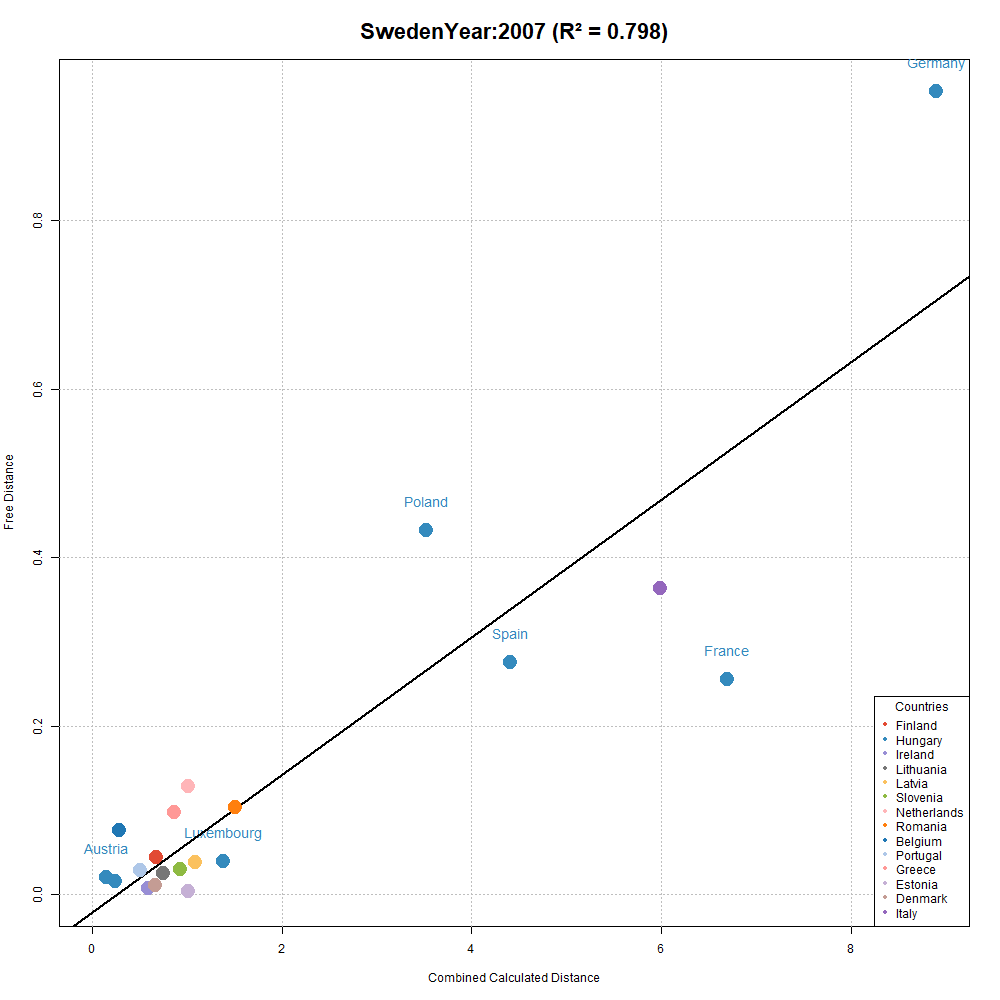 SwedenYear:2007 (R² = 0.798)
Germany
0.8
0.6
Poland
Free Distance
0.4
Spain
France
0.2
Countries
Finland
Hungary
Ireland
Lithuania
Latvia
Slovenia
Netherlands
Romania
Belgium
Portugal
Greece
Estonia
Denmark
Italy
Luxembourg
Austria
0.0
0 2 4 6 8
Combined Calculated Distance